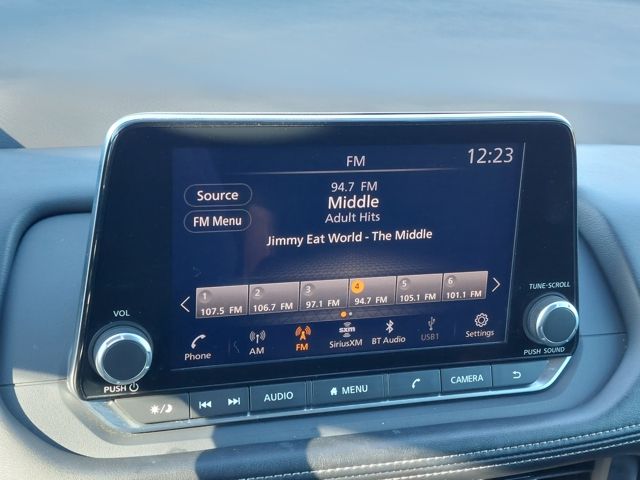 FM
12:23
Source
FM Menu
94.7 FM
Middle
Adult Hits
Jimmy Eat World - The Middle
1 2 3 4 5 6
107.5 FM 106.7 FM 97.1 FM 94.7 FM 105.1 FM 101.1 FM
Phone AM FM SiriusXM BT Audio USB1 Settings
sxm
VOL
PUSH
TUNE·SCROLL
PUSH SOUND
AUDIO MENU CAMERA